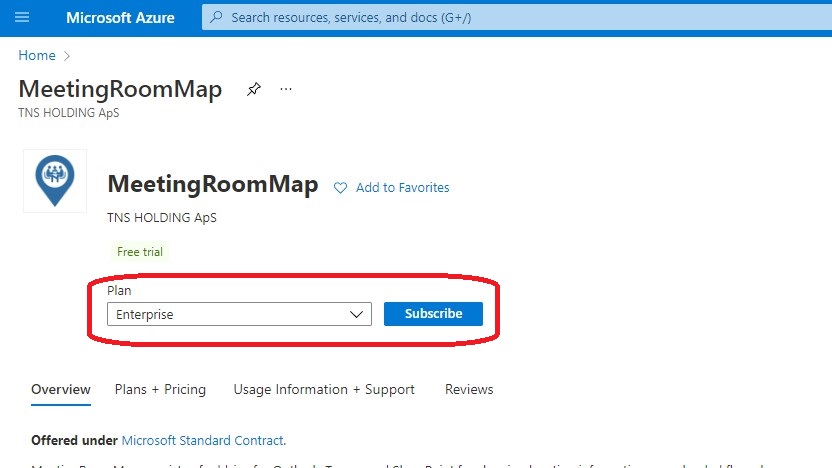 Microsoft Azure
Search resources, services, and docs (G+/)
Home
MeetingRoomMap
TNS HOLDING ApS
MeetingRoomMap
Add to Favorites
TNS HOLDING ApS
Free trial
Plan
Enterprise
Subscribe
Overview Plans + Pricing Usage Information + Support Reviews
Offered under Microsoft Standard Contract.